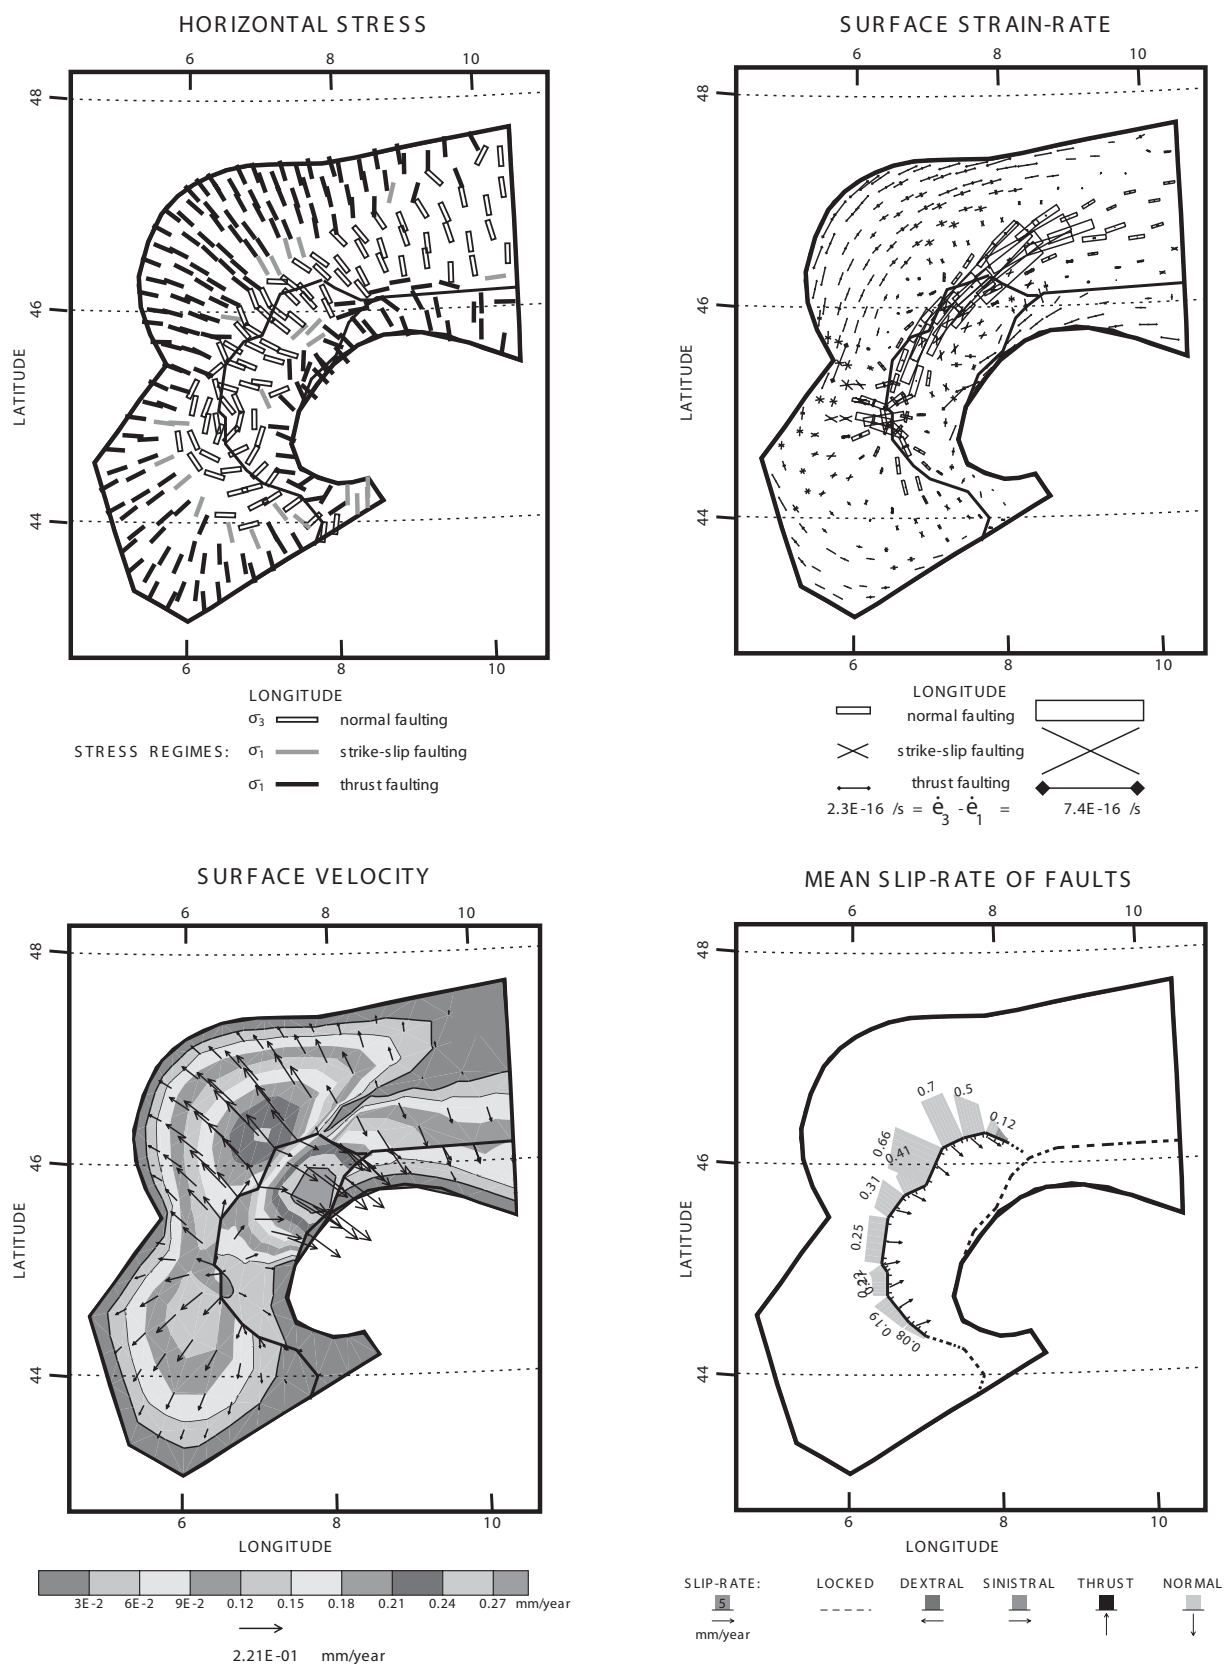 HORIZONTAL STRESS
6 8 10
48
46
44
LATITUDE
6 8 10
LONGITUDE
σ3 normal faulting
STRESS REGIMES: σ1 strike-slip faulting
σ1 thrust faulting
SURFACE STRAIN-RATE
6 8 10
48
46
44
LATITUDE
6 8 10
LONGITUDE
normal faulting
strike-slip faulting
thrust faulting
2.3E-16 /s = ė3 - ė1 = 7.4E-16 /s
SURFACE VELOCITY
6 8 10
48
46
44
LATITUDE
6 8 10
LONGITUDE
3E-2 6E-2 9E-2 0.12 0.15 0.18 0.21 0.24 0.27 mm/year
2.21E-01 mm/year
MEAN SLIP-RATE OF FAULTS
6 8 10
48
46
44
LATITUDE
0.7
0.5
0.12
0.66
0.41
0.31
0.25
0.19
0.08
6 8 10
LONGITUDE
SLIP-RATE: LOCKED DEXTRAL SINISTRAL THRUST NORMAL
5
mm/year